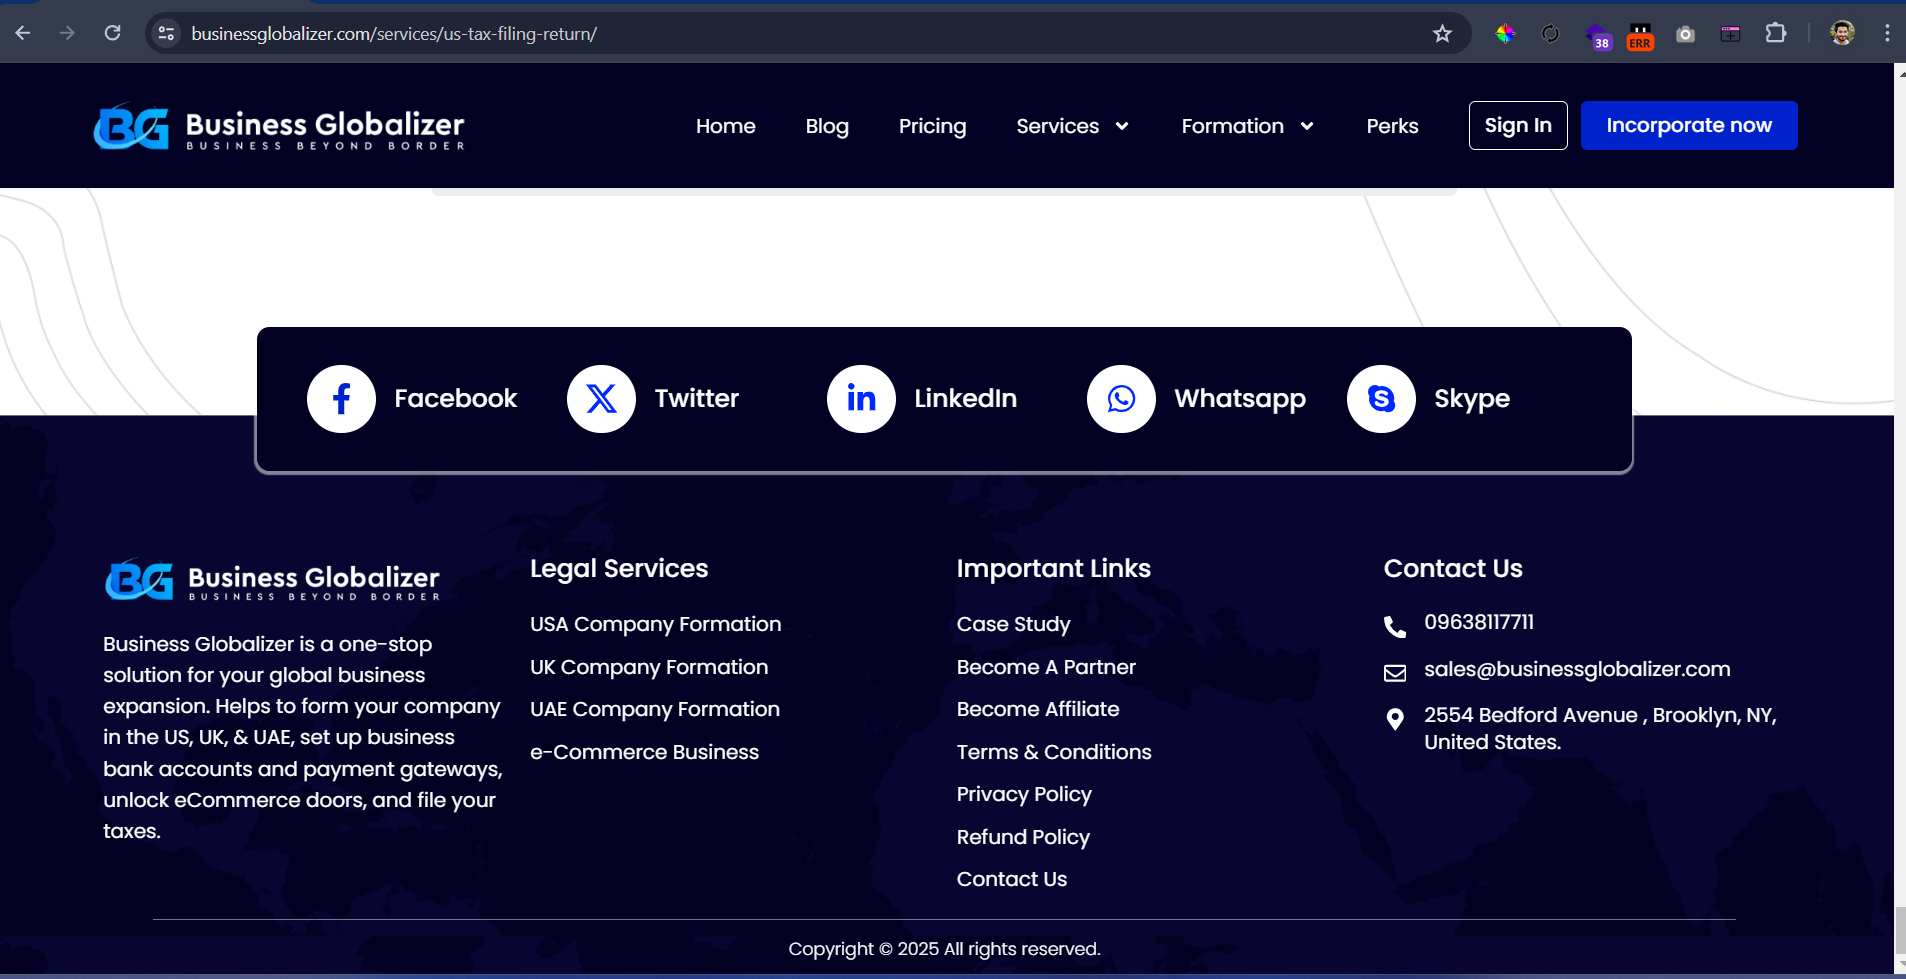 businessglobalizer.com/services/us-tax-filing-return/
38
ERR
BG Business Globalizer
BUSINESS BEYOND BORDER
Home
Blog
Pricing
Services
Formation
Perks
Sign In
Incorporate now
Facebook
Twitter
LinkedIn
Whatsapp
Skype
BG Business Globalizer
BUSINESS BEYOND BORDER
Business Globalizer is a one-stop
solution for your global business
expansion. Helps to form your company
in the US, UK, & UAE, set up business
bank accounts and payment gateways,
unlock eCommerce doors, and file your
taxes.
Legal Services
USA Company Formation
UK Company Formation
UAE Company Formation
e-Commerce Business
Important Links
Case Study
Become A Partner
Become Affiliate
Terms & Conditions
Privacy Policy
Refund Policy
Contact Us
Contact Us
09638117711
sales@businessglobalizer.com
2554 Bedford Avenue , Brooklyn, NY,
United States.
Copyright © 2025 All rights reserved.